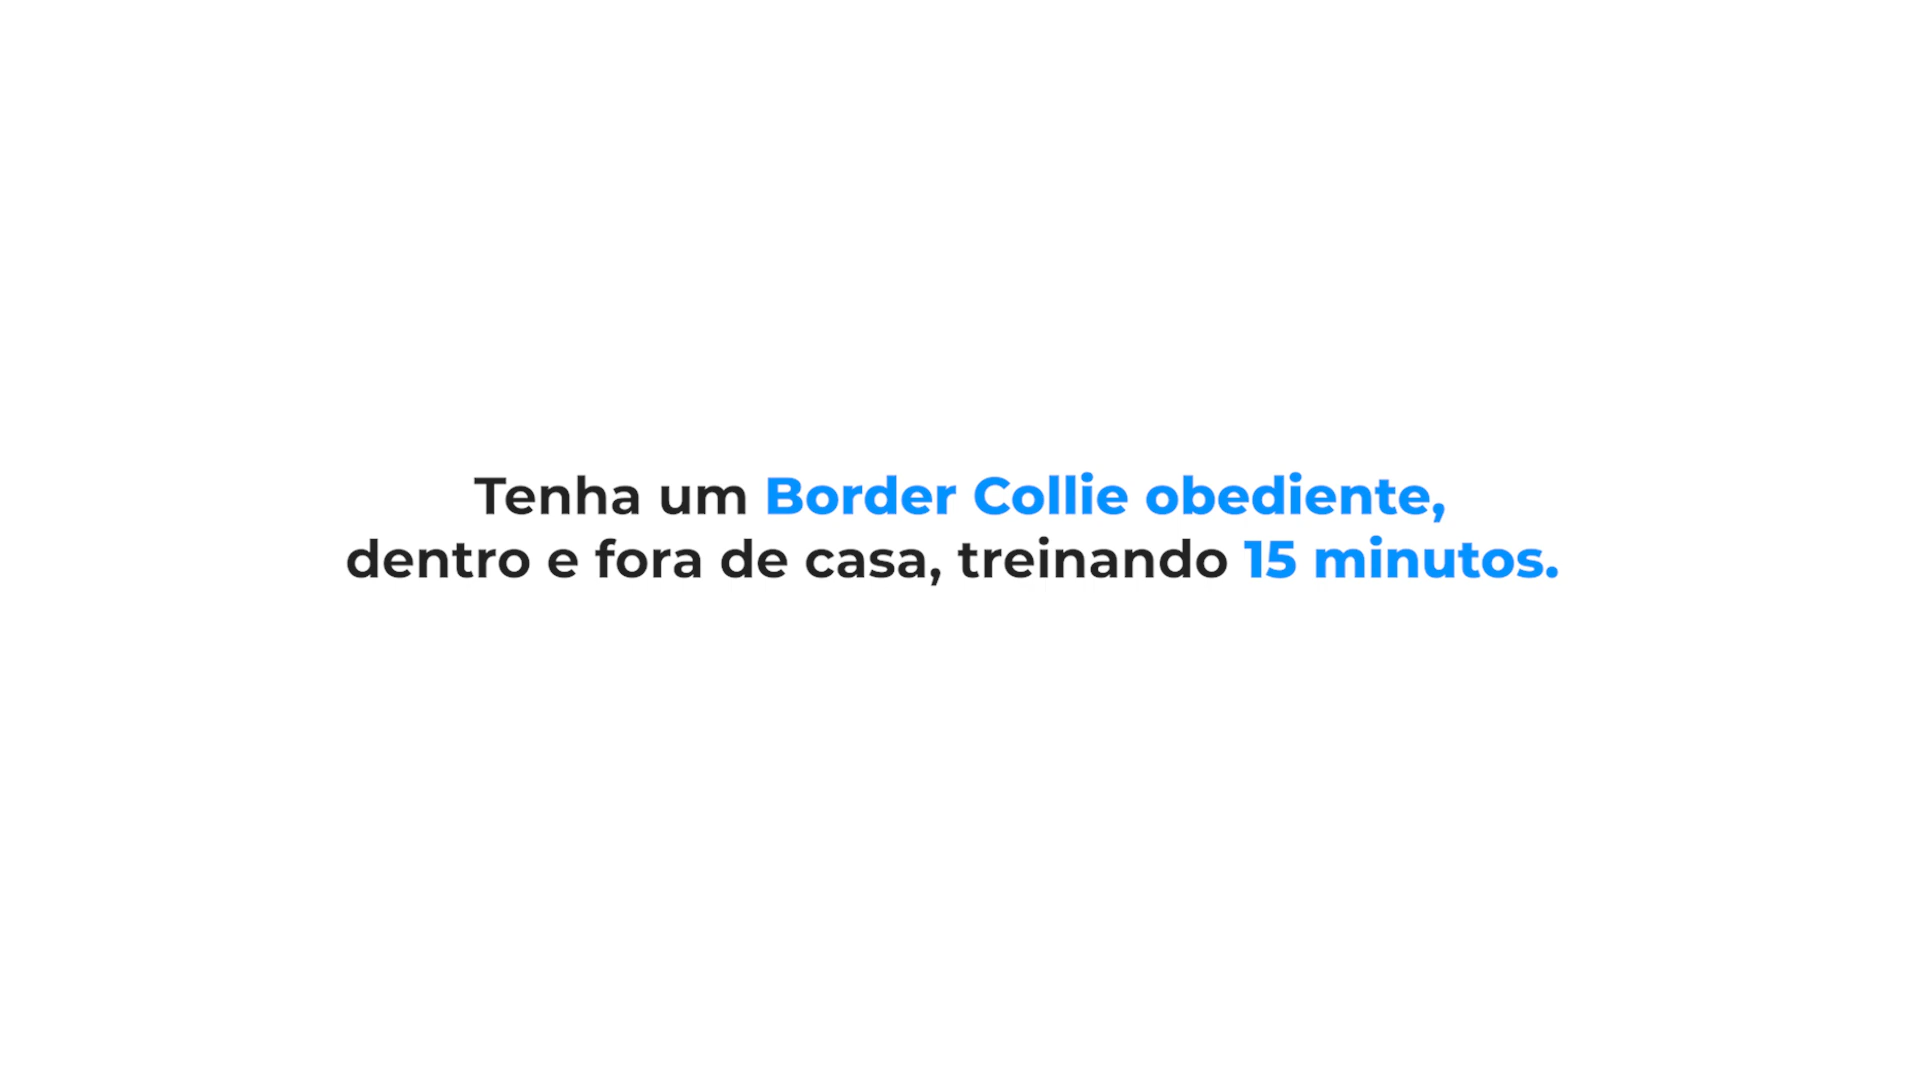 Tenha um Border Collie obediente,
dentro e fora de casa, treinando 15 minutos.